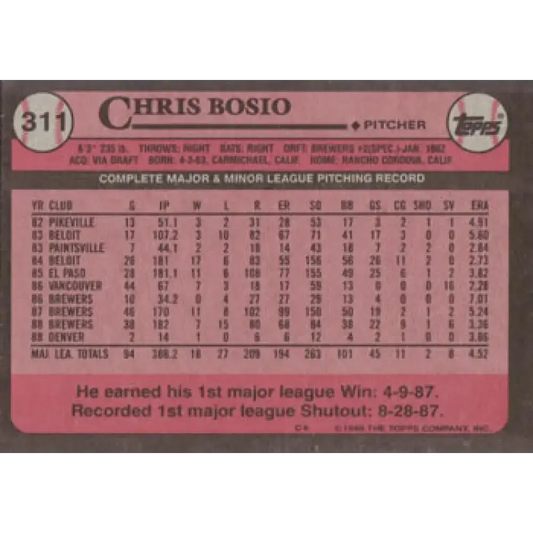 311
CHRIS BOSIO
PITCHER
Topps
6'3" 235 lb. THROWS: RIGHT BATS: RIGHT DRFT: BREWERS #2(SPEC.)-JAN. 1982
ACQ: VIA DRAFT BORN: 4-3-63, CARMICHAEL, CALIF. HOME: RANCHO CORDOVA, CALIF.
COMPLETE MAJOR & MINOR LEAGUE PITCHING RECORD
YR CLUB G IP W L R ER SO BB GS CG SHO SV ERA
82 PIKEVILLE 13 51.1 3 2 31 28 53 17 3 2 1 1 4.91
83 BELOIT 17 107.2 3 10 82 67 71 41 15 3 0 0 5.60
83 PAINTSVILLE 7 44.1 2 2 18 14 43 18 7 2 2 0 2.84
84 BELOIT 26 181 17 6 83 55 156 56 26 11 2 0 2.73
85 EL PASO 28 181.1 11 6 108 77 155 49 25 6 1 2 3.82
86 VANCOUVER 44 67 7 3 18 17 59 13 0 0 0 16 2.28
86 BREWERS 10 34.2 0 4 27 27 29 13 4 0 0 0 7.01
87 BREWERS 46 170 11 8 102 99 150 50 19 2 1 2 5.24
88 BREWERS 38 182 7 15 80 68 84 38 22 9 1 6 3.36
88 DENVER 2 14 1 0 2 1 0 0 3.86
MAJ. LEA. TOTALS 94 386.2 18 27 209 194 263 101 45 11 2 8 4.52
He earned his 1st major league Win: 4-9-87.
Recorded 1st major league Shutout: 8-28-87.
© 1989 THE TOPPS COMPANY, INC.